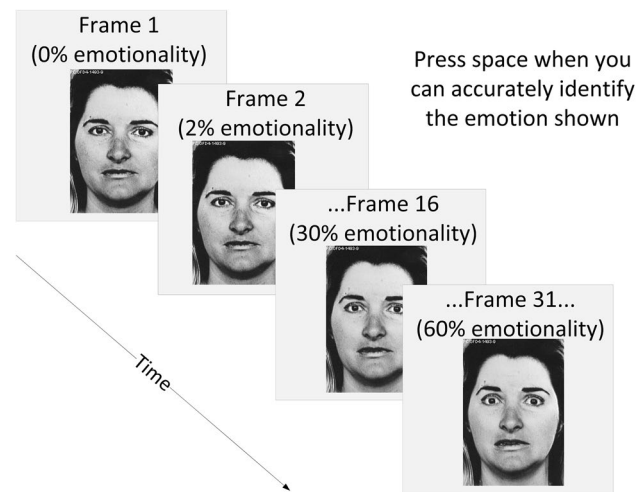 Frame 1
(0% emotionality)
Frame 2
(2% emotionality)
...Frame 16
(30% emotionality)
...Frame 31...
(60% emotionality)
Press space when you
can accurately identify
the emotion shown
Time